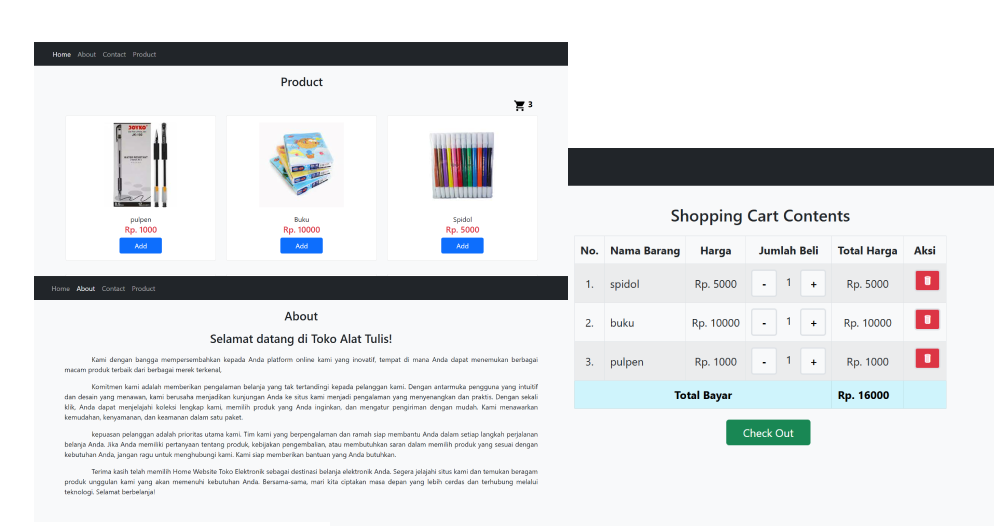 Home About Contact Product
Product
3
JOYKO
pulpen
Rp. 1000
Add
Buku
Rp. 10000
Add
Spidol
Rp. 5000
Add
Home About Contact Product
About
Selamat datang di Toko Alat Tulis!
Kami dengan bangga mempersembahkan kepada Anda platform online kami yang inovatif, tempat di mana Anda dapat menemukan berbagai
macam produk terbaik dari berbagai merek terkenal,
Komitmen kami adalah memberikan pengalaman belanja yang tak tertandingi kepada pelanggan kami. Dengan antarmuka pengguna yang intuitif
dan desain yang menawan, kami berusaha menjadikan kunjungan Anda ke situs kami menjadi pengalaman yang menyenangkan dan praktis. Dengan sekali
klik, Anda dapat menjelajahi koleksi lengkap kami, memilih produk yang Anda inginkan, dan mengatur pengiriman dengan mudah. Kami menawarkan
kemudahan, kenyamanan, dan keamanan dalam satu paket.
kepuasan pelanggan adalah prioritas utama kami. Tim kami yang berpengalaman dan ramah siap membantu Anda dalam setiap langkah perjalanan
belanja Anda. Jika Anda memiliki pertanyaan tentang produk, kebijakan pengembalian, atau membutuhkan saran dalam memilih produk yang sesuai dengan
kebutuhan Anda, jangan ragu untuk menghubungi kami. Kami siap memberikan bantuan yang Anda butuhkan.
Terima kasih telah memilih Home Website Toko Elektronik sebagai destinasi belanja elektronik Anda. Segera jelajahi situs kami dan temukan beragam
produk unggulan kami yang akan memenuhi kebutuhan Anda. Bersama-sama, mari kita ciptakan masa depan yang lebih cerdas dan terhubung melalui
teknologi. Selamat berbelanja!
Shopping Cart Contents
No. Nama Barang Harga Jumlah Beli Total Harga Aksi
1. spidol Rp. 5000 - 1 + Rp. 5000
2. buku Rp. 10000 - 1 + Rp. 10000
3. pulpen Rp. 1000 - 1 + Rp. 1000
Total Bayar Rp. 16000
Check Out